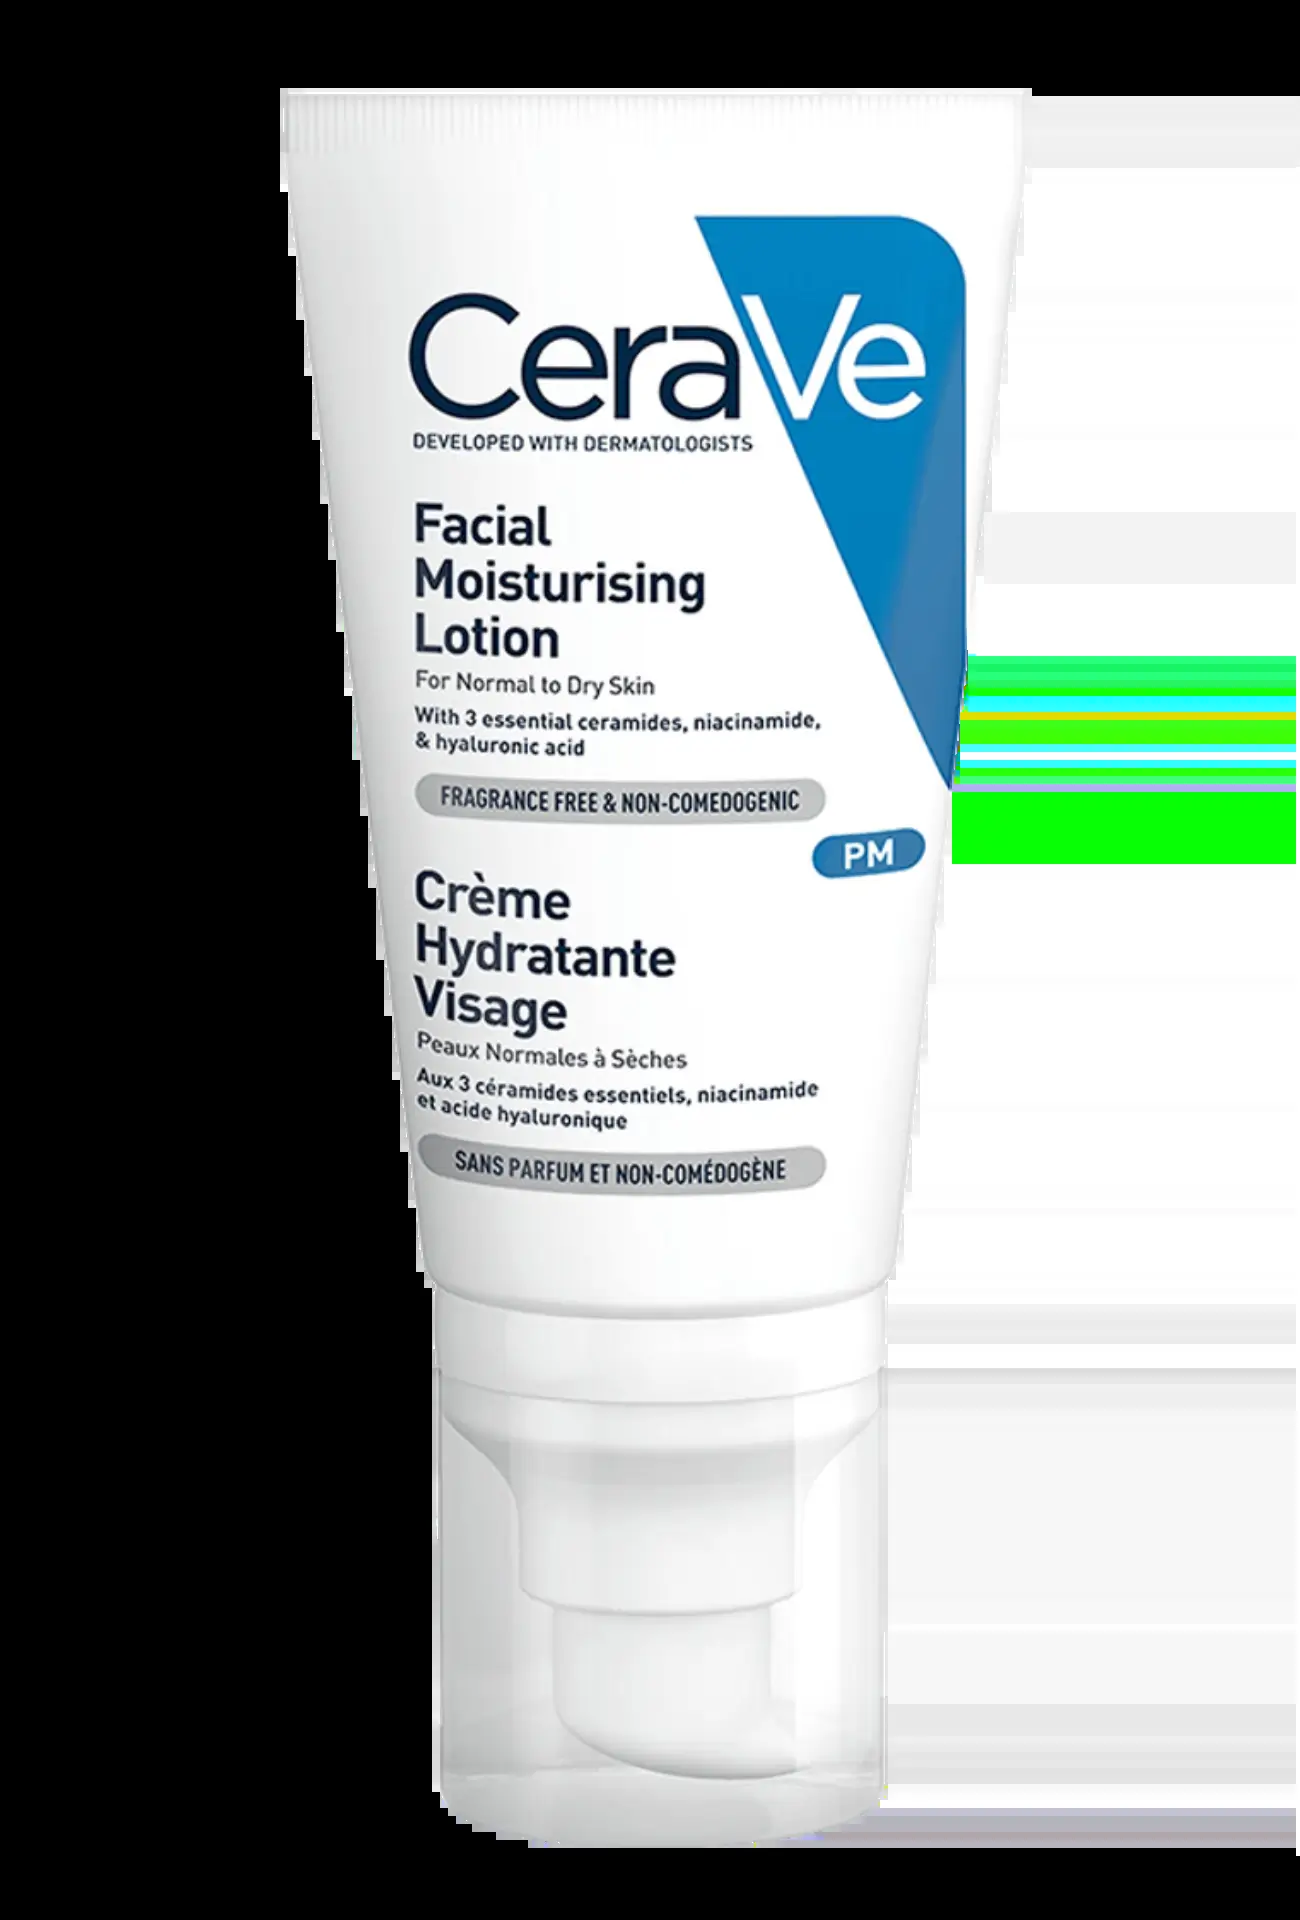 CeraVe
DEVELOPED WITH DERMATOLOGISTS
Facial
Moisturising
Lotion
For Normal to Dry Skin
With 3 essential ceramides, niacinamide,
& hyaluronic acid
FRAGRANCE FREE & NON-COMEDOGENIC
PM
Crème
Hydratante
Visage
Peaux Normales à Sèches
Aux 3 céramides essentiels, niacinamide
et acide hyaluronique
SANS PARFUM ET NON-COMÉDOGÈNE